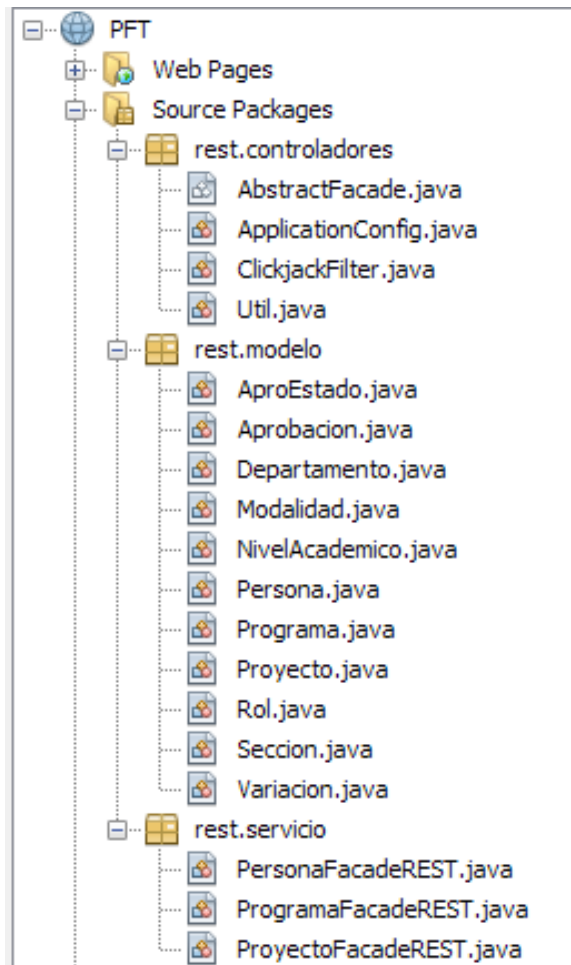 PFT
Web Pages
Source Packages
rest.controladores
AbstractFacade.java
ApplicationConfig.java
ClickjackFilter.java
Util.java
rest.modelo
AproEstado.java
Aprobacion.java
Departamento.java
Modalidad.java
NivelAcademico.java
Persona.java
Programa.java
Proyecto.java
Rol.java
Seccion.java
Variacion.java
rest.servicio
PersonaFacadeREST.java
ProgramaFacadeREST.java
ProyectoFacadeREST.java